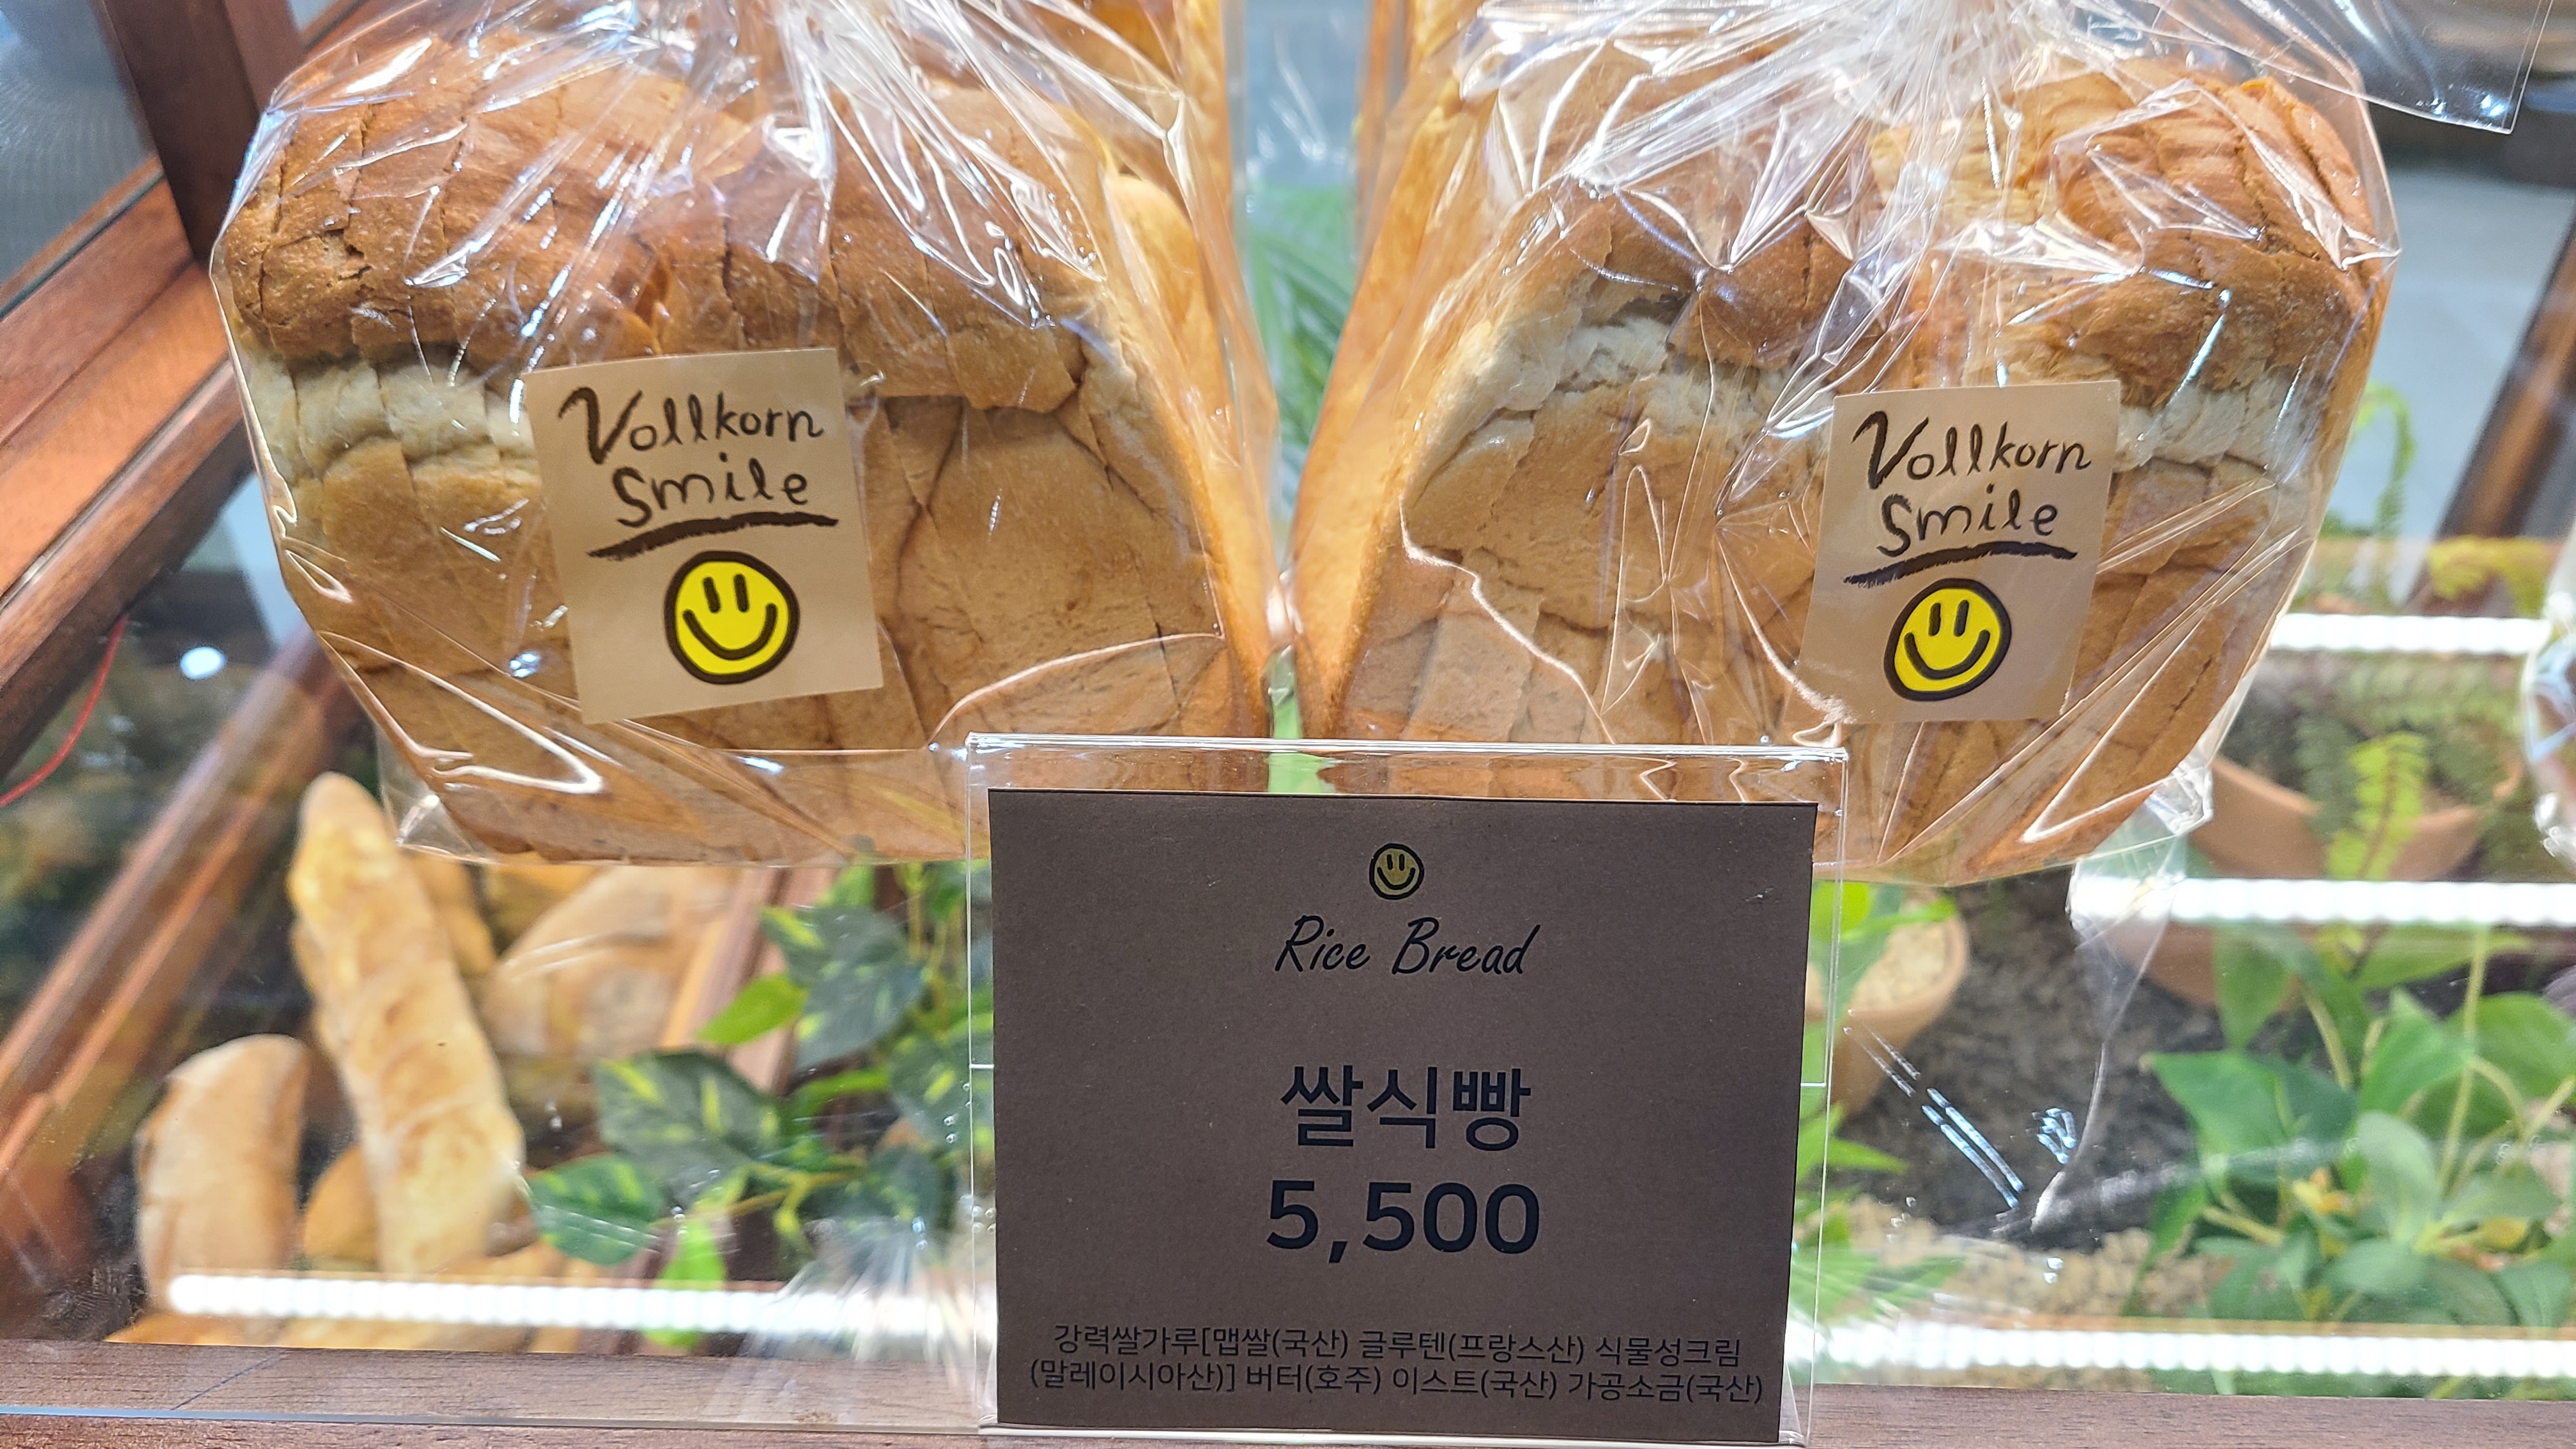 Vollkorn
Smile
Vollkorn
Smile
Rice Bread
쌀식빵
5,500
강력쌀가루[맵쌀(국산) 글루텐(프랑스산) 식물성크림
(말레이시아산)] 버터(호주) 이스트(국산) 가공소금(국산)